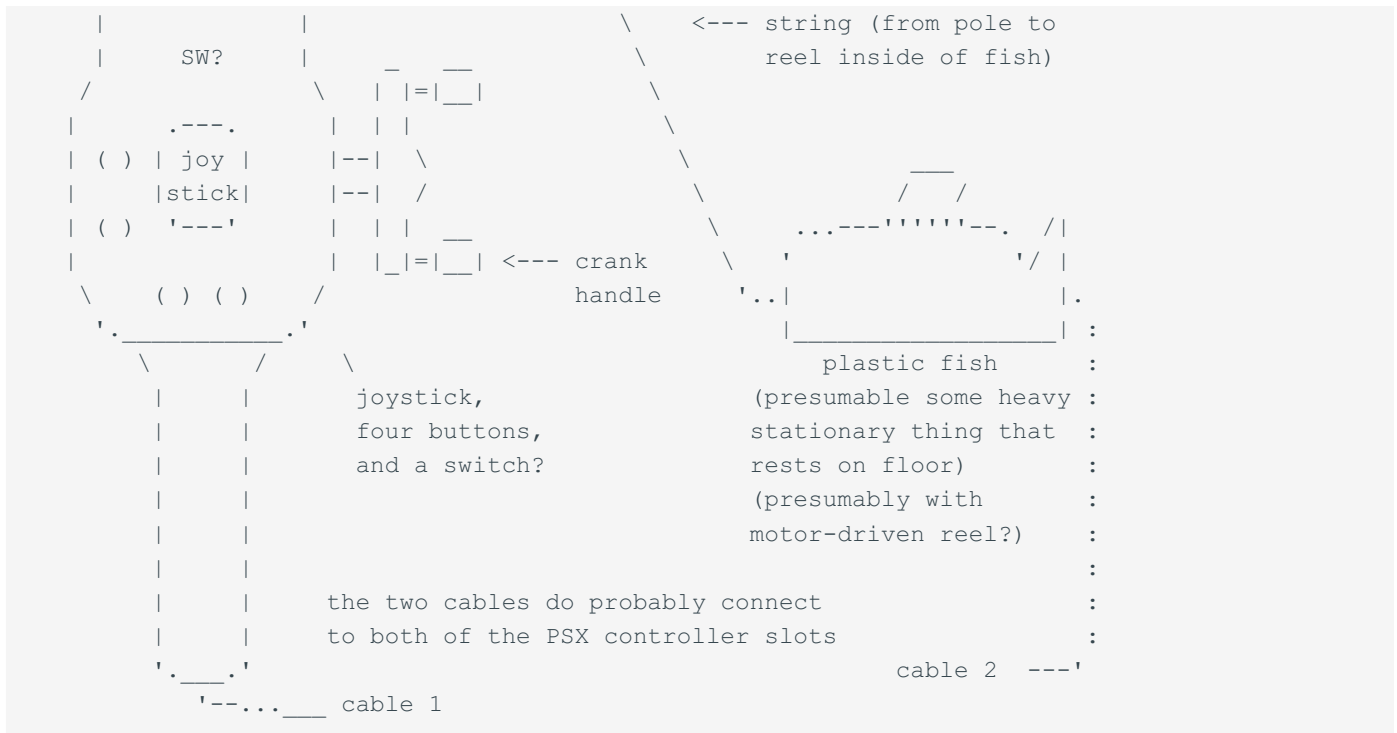 <--- string (from pole to
SW? reel inside of fish)
.---.
( ) | joy |
|stick|
( ) '---'
<--- crank
( ) ( ) handle
plastic fish
joystick, (presumable some heavy
four buttons, stationary thing that
and a switch? rests on floor)
(presumably with
motor-driven reel?)
the two cables do probably connect
to both of the PSX controller slots
cable 2 ---'
'--...___ cable 1